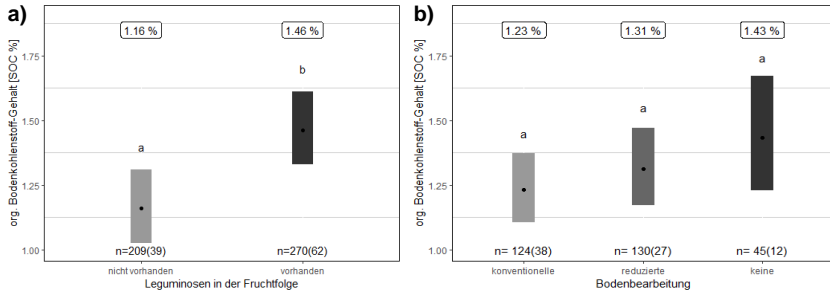 a)
1.16 %
1.46 %
org. Bodenkohlenstoff-Gehalt [SOC %]
1.75
1.50
1.25
1.00
a
b
n=209(39)
n=270(62)
nicht vorhanden
vorhanden
Leguminosen in der Fruchtfolge
b)
1.23 %
1.31 %
1.43 %
org. Bodenkohlenstoff-Gehalt [SOC %]
1.75
1.50
1.25
1.00
a
a
a
n= 124(38)
n= 130(27)
n= 45(12)
konventionelle
reduzierte
keine
Bodenbearbeitung